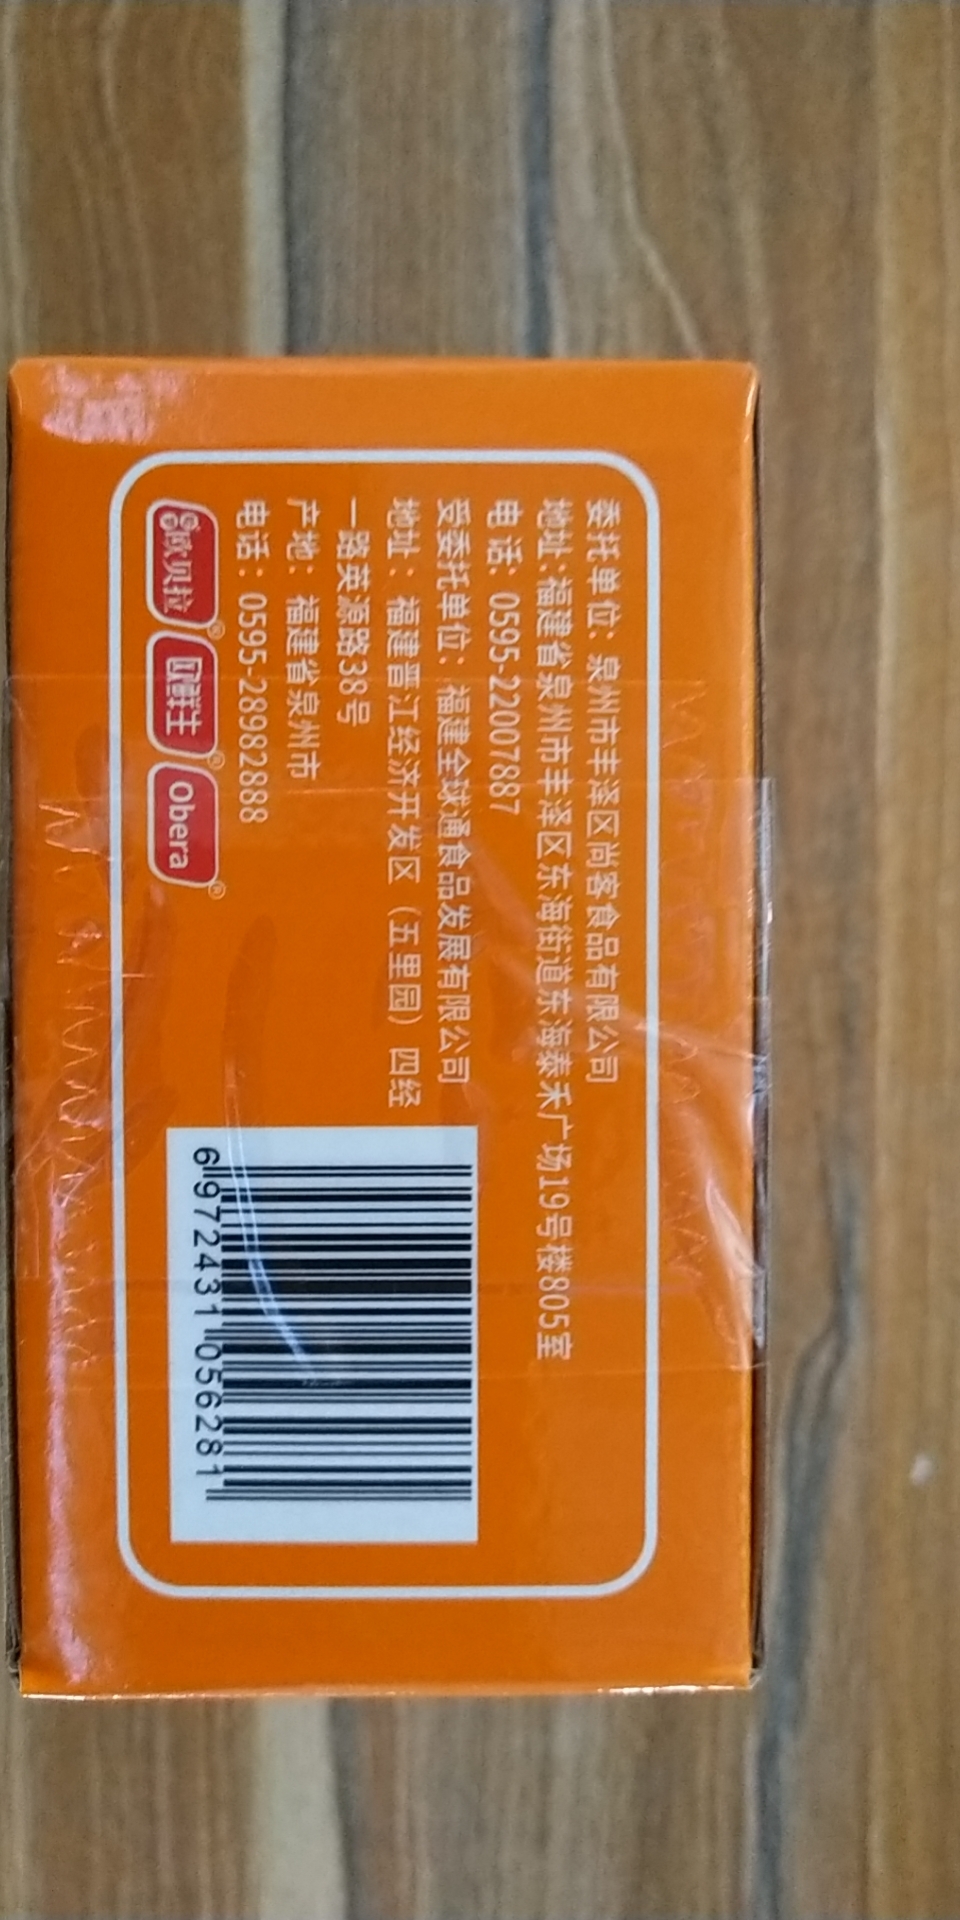 委托单位：泉州市丰泽区尚客食品有限公司
地址：福建省泉州市丰泽区东海街道东海泰禾广场19号楼805室
电话：0595-22007887
受委托单位：福建全球通食品发展有限公司
地址：福建晋江经济开发区（五里园）四经
一路英源路38号
产地：福建省泉州市
电话：0595-28982888
欧贝拉® 欧鲜生® Obera®
6 972431 056281